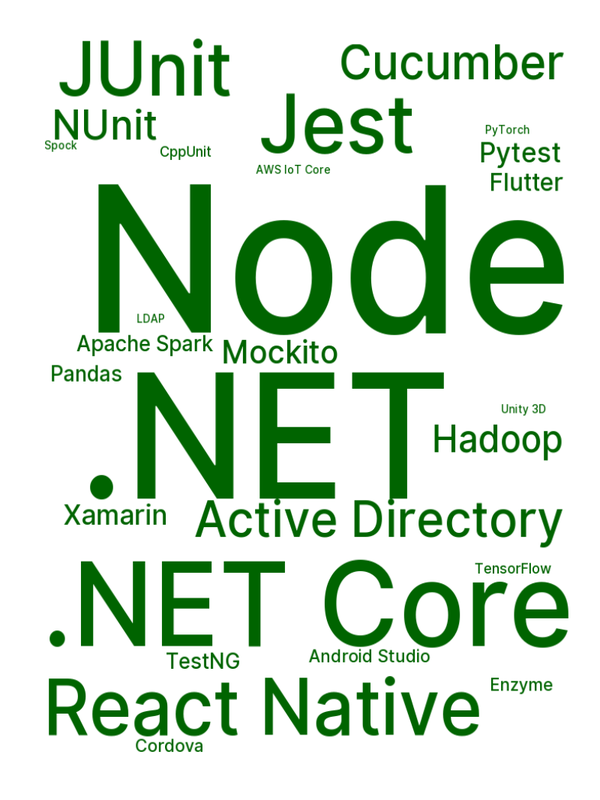 JUnit
Cucumber
NUnit
Jest
Spock
CppUnit
PyTorch
Pytest
AWS IoT Core
Flutter
Node
LDAP
Apache Spark
Mockito
Pandas
.NET
Unity 3D
Hadoop
Xamarin
Active Directory
.NET Core
TensorFlow
TestNG
Android Studio
React Native
Enzyme
Cordova